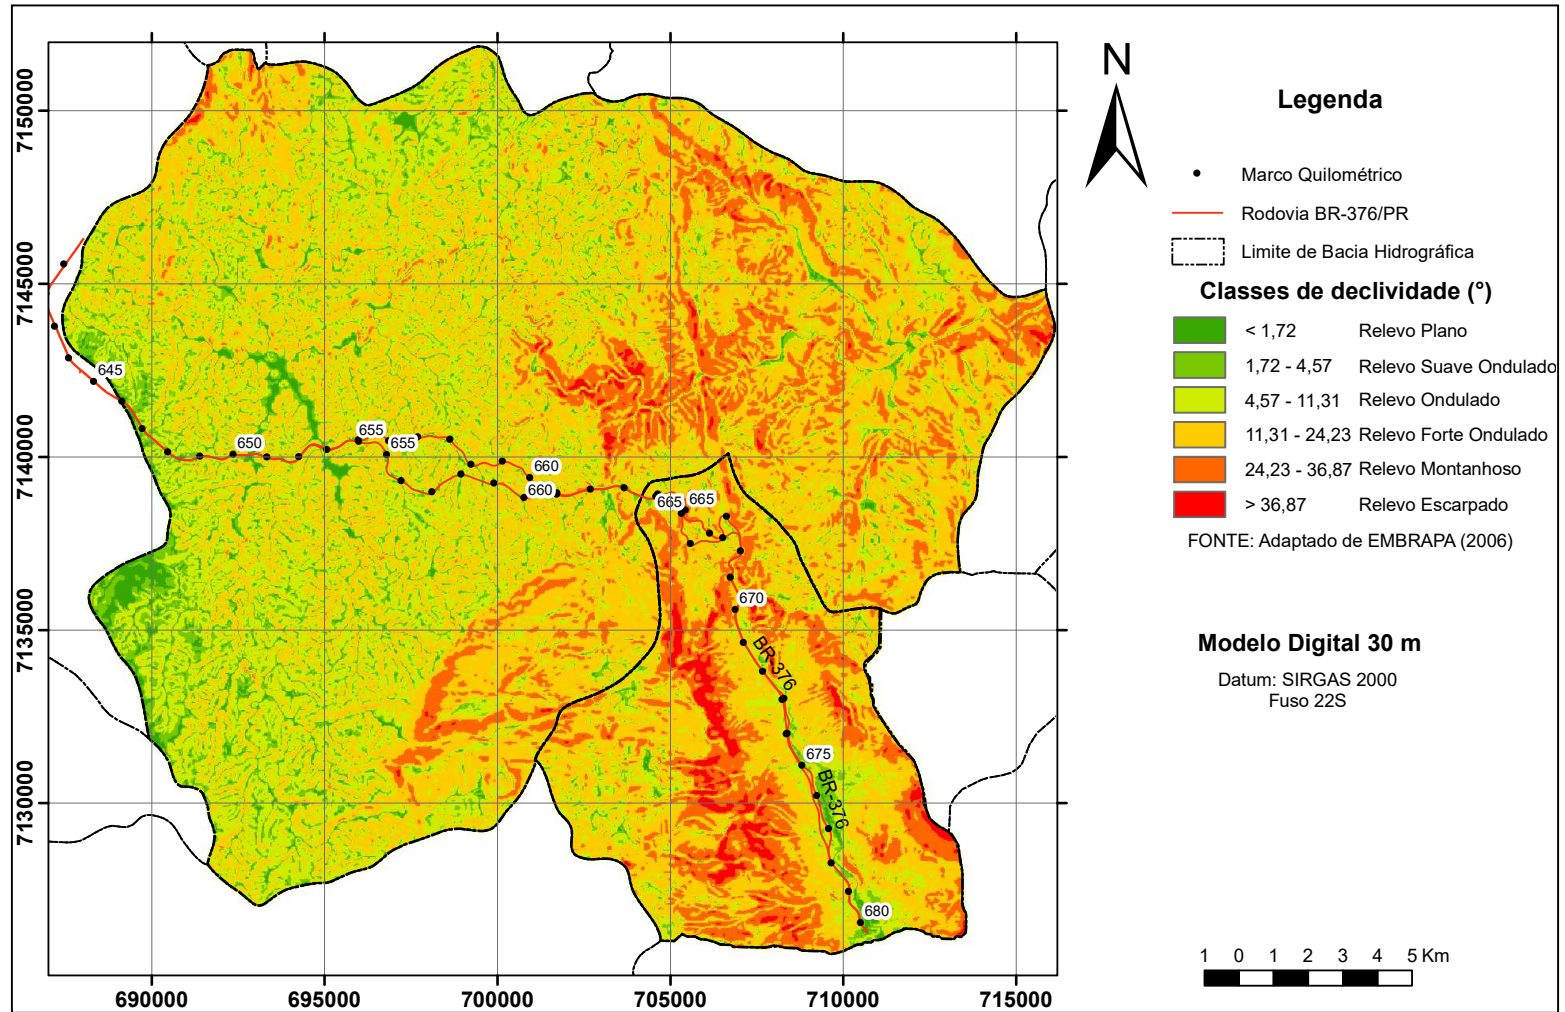 N
Legenda
Marco Quilométrico
Rodovia BR-376/PR
Limite de Bacia Hidrográfica
Classes de declividade (°)
< 1,72 Relevo Plano
1,72 - 4,57 Relevo Suave Ondulado
4,57 - 11,31 Relevo Ondulado
11,31 - 24,23 Relevo Forte Ondulado
24,23 - 36,87 Relevo Montanhoso
> 36,87 Relevo Escarpado
FONTE: Adaptado de EMBRAPA (2006)
Modelo Digital 30 m
Datum: SIRGAS 2000
Fuso 22S
1 0 1 2 3 4 5 Km
7150000
7145000
7140000
7135000
7130000
690000 695000 700000 705000 710000 715000
645
650
655
655
660
660
665
665
670
BR-376
675
BR-376
680